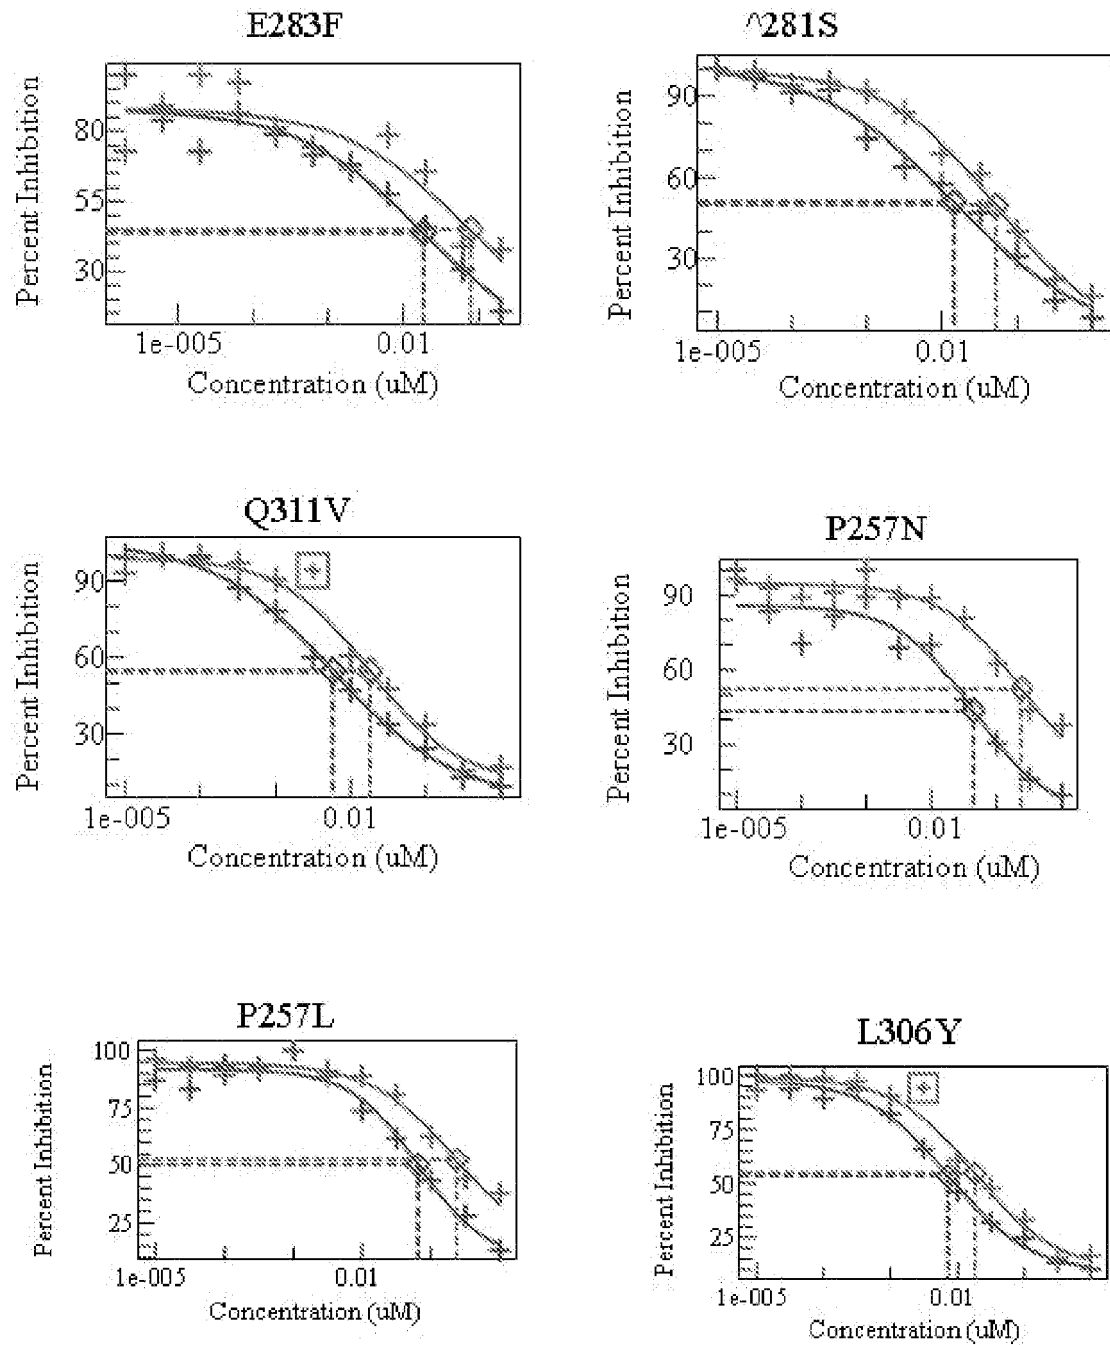 E283F
^281S
Percent Inhibition
80
55
30
1e-005
0.01
Concentration (uM)
Percent Inhibition
90
60
30
1e-005
0.01
Concentration (uM)
Q311V
P257N
Percent Inhibition
90
60
30
1e-005
0.01
Concentration (uM)
Percent Inhibition
90
60
30
1e-005
0.01
Concentration (uM)
P257L
L306Y
Percent Inhibition
100
75
50
25
1e-005
0.01
Concentration (uM)
Percent Inhibition
100
75
50
25
1e-005
0.01
Concentration (uM)